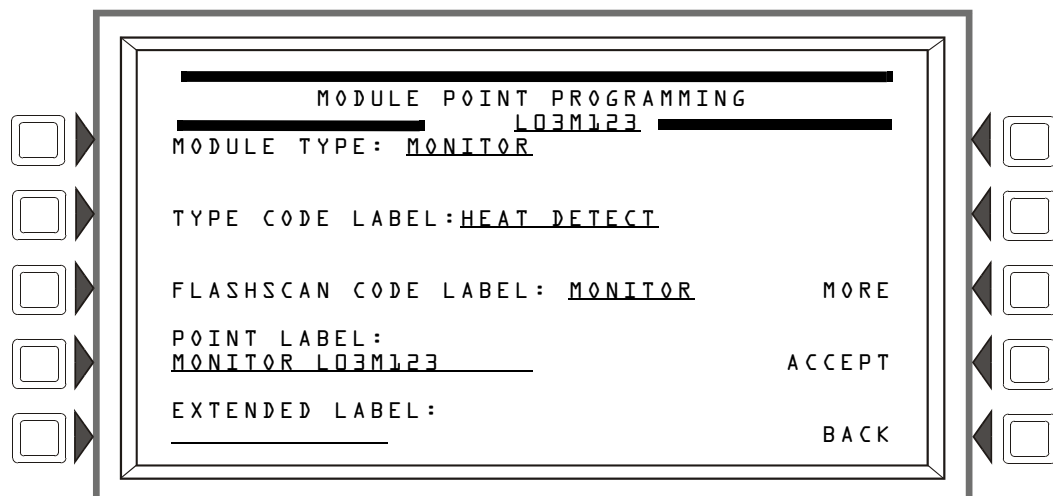 MODULE POINT PROGRAMMING
L03M123
MODULE TYPE: MONITOR
TYPE CODE LABEL:HEAT DETECT
FLASHSCAN CODE LABEL: MONITOR
MORE
POINT LABEL:
MONITOR L03M123
ACCEPT
EXTENDED LABEL:
BACK